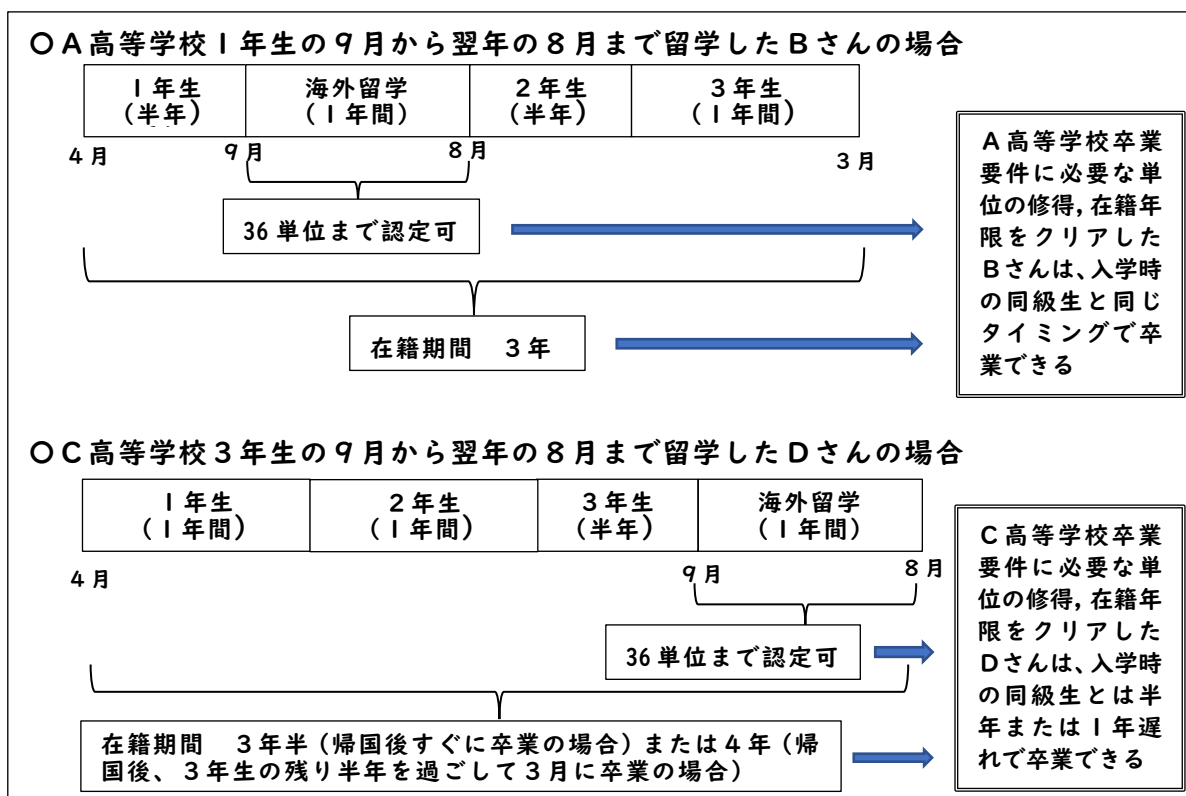 〇A高等学校1年生の9月から翌年の8月まで留学したBさんの場合
1年生
(半年)
海外留学
(1年間)
2年生
(半年)
3年生
(1年間)
4月
9月
8月
3月
36単位まで認定可
在籍期間　3年
A高等学校卒業
要件に必要な単
位の修得,在籍年
限をクリアした
Bさんは、入学時
の同級生と同じ
タイミングで卒
業できる
〇C高等学校3年生の9月から翌年の8月まで留学したDさんの場合
1年生
(1年間)
2年生
(1年間)
3年生
(半年)
海外留学
(1年間)
4月
9月
8月
36単位まで認定可
在籍期間　3年半(帰国後すぐに卒業の場合)または4年(帰
国後、3年生の残り半年を過ごして3月に卒業の場合)
C高等学校卒業
要件に必要な単
位の修得,在籍年
限をクリアした
Dさんは、入学時
の同級生とは半
年または1年遅
れで卒業できる